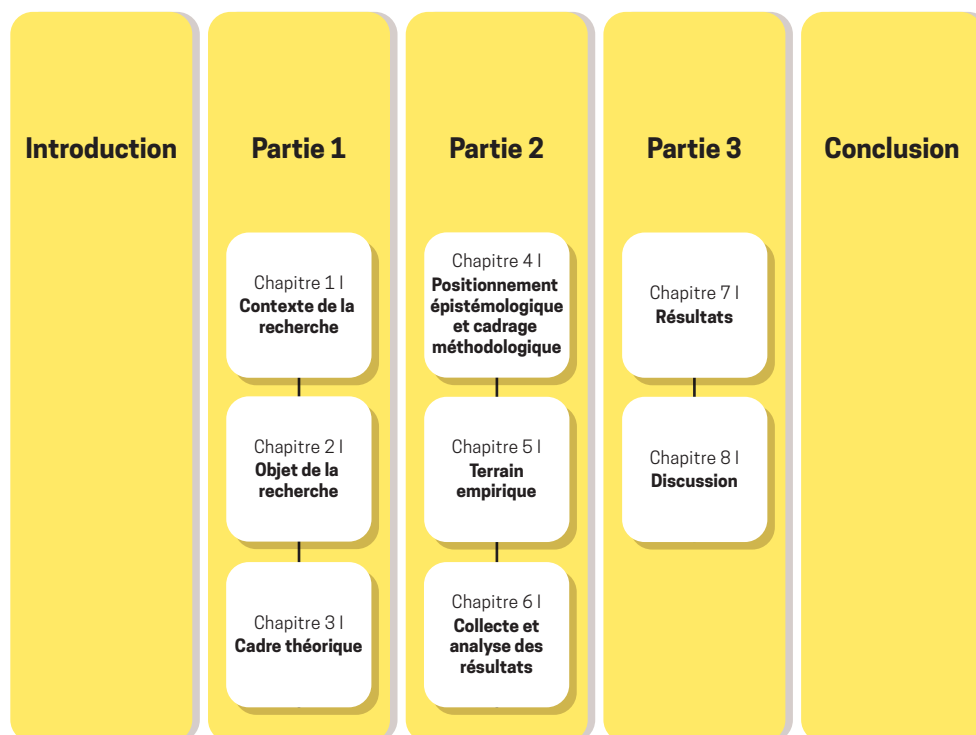 Introduction
Partie 1
Chapitre 1 |
Contexte de la
recherche
Chapitre 2 |
Objet de la
recherche
Chapitre 3 |
Cadre théorique
Partie 2
Chapitre 4 |
Positionnement
épistémologique
et cadrage
méthodologique
Chapitre 5 |
Terrain
empirique
Chapitre 6 |
Collecte et
analyse des
résultats
Partie 3
Chapitre 7 |
Résultats
Chapitre 8 |
Discussion
Conclusion